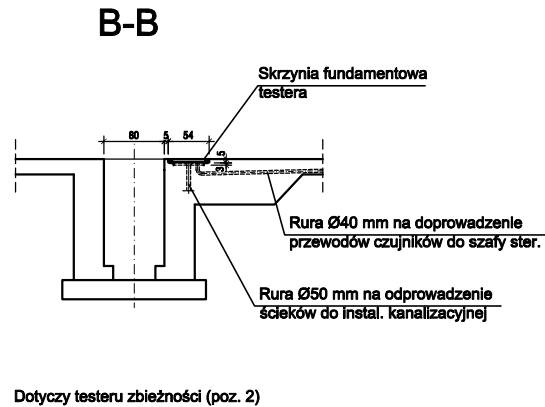 B-B
Skrzynia fundamentowa
testera
80 5 54
5
3
Rura Ø40 mm na doprowadzenie
przewodów czujników do szafy ster.
Rura Ø50 mm na odprowadzenie
ścieków do instal. kanalizacyjnej
Dotyczy testeru zbieżności (poz. 2)